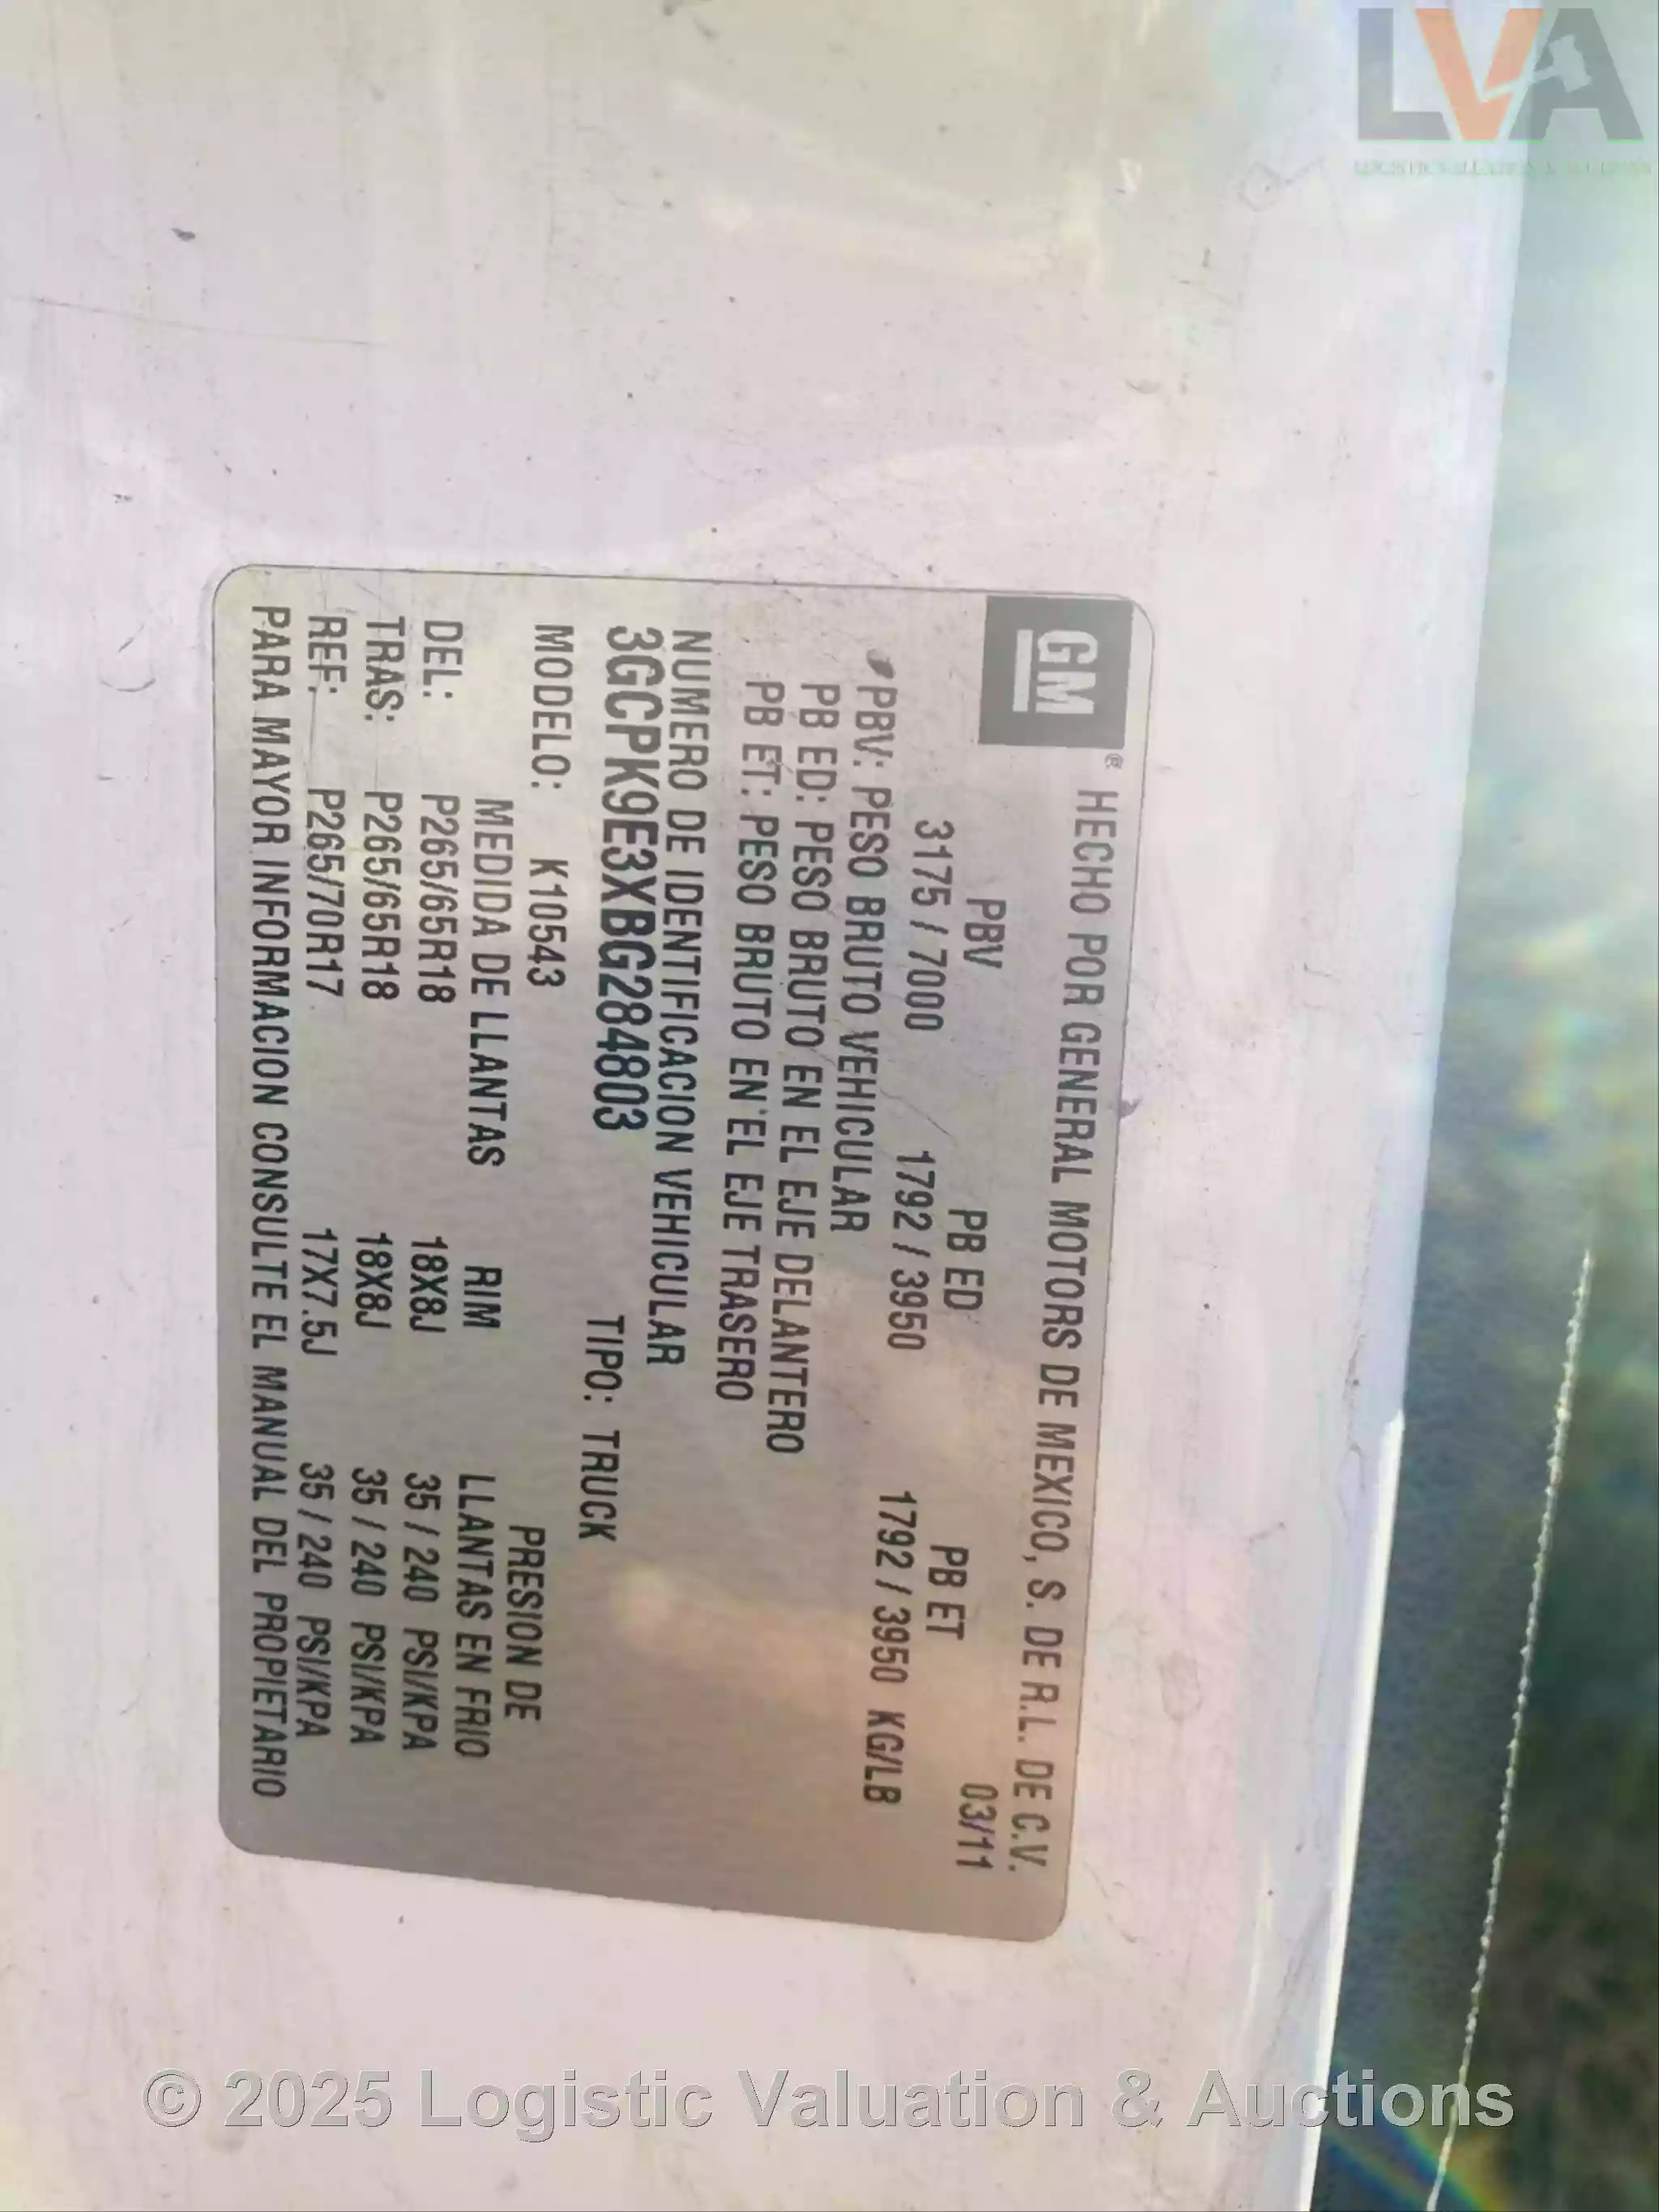 LVA
GM ® HECHO POR GENERAL MOTORS DE MEXICO, S. DE R.L. DE C.V.
03/11
PBV PB ED PB ET
3175 / 7000 1792 / 3950 1792 / 3950 KG/LB
PBV: PESO BRUTO VEHICULAR
PB ED: PESO BRUTO EN EL EJE DELANTERO
PB ET: PESO BRUTO EN EL EJE TRASERO
NUMERO DE IDENTIFICACION VEHICULAR
3GCPK9E3XBG284803 TIPO: TRUCK
MODELO: K10543
PRESION DE
MEDIDA DE LLANTAS RIM LLANTAS EN FRIO
DEL: P265/65R18 18X8J 35 / 240 PSI/KPA
TRAS: P265/65R18 18X8J 35 / 240 PSI/KPA
REF: P265/70R17 17X7.5J 35 / 240 PSI/KPA
PARA MAYOR INFORMACION CONSULTE EL MANUAL DEL PROPIETARIO
© 2025 Logistic Valuation & Auctions